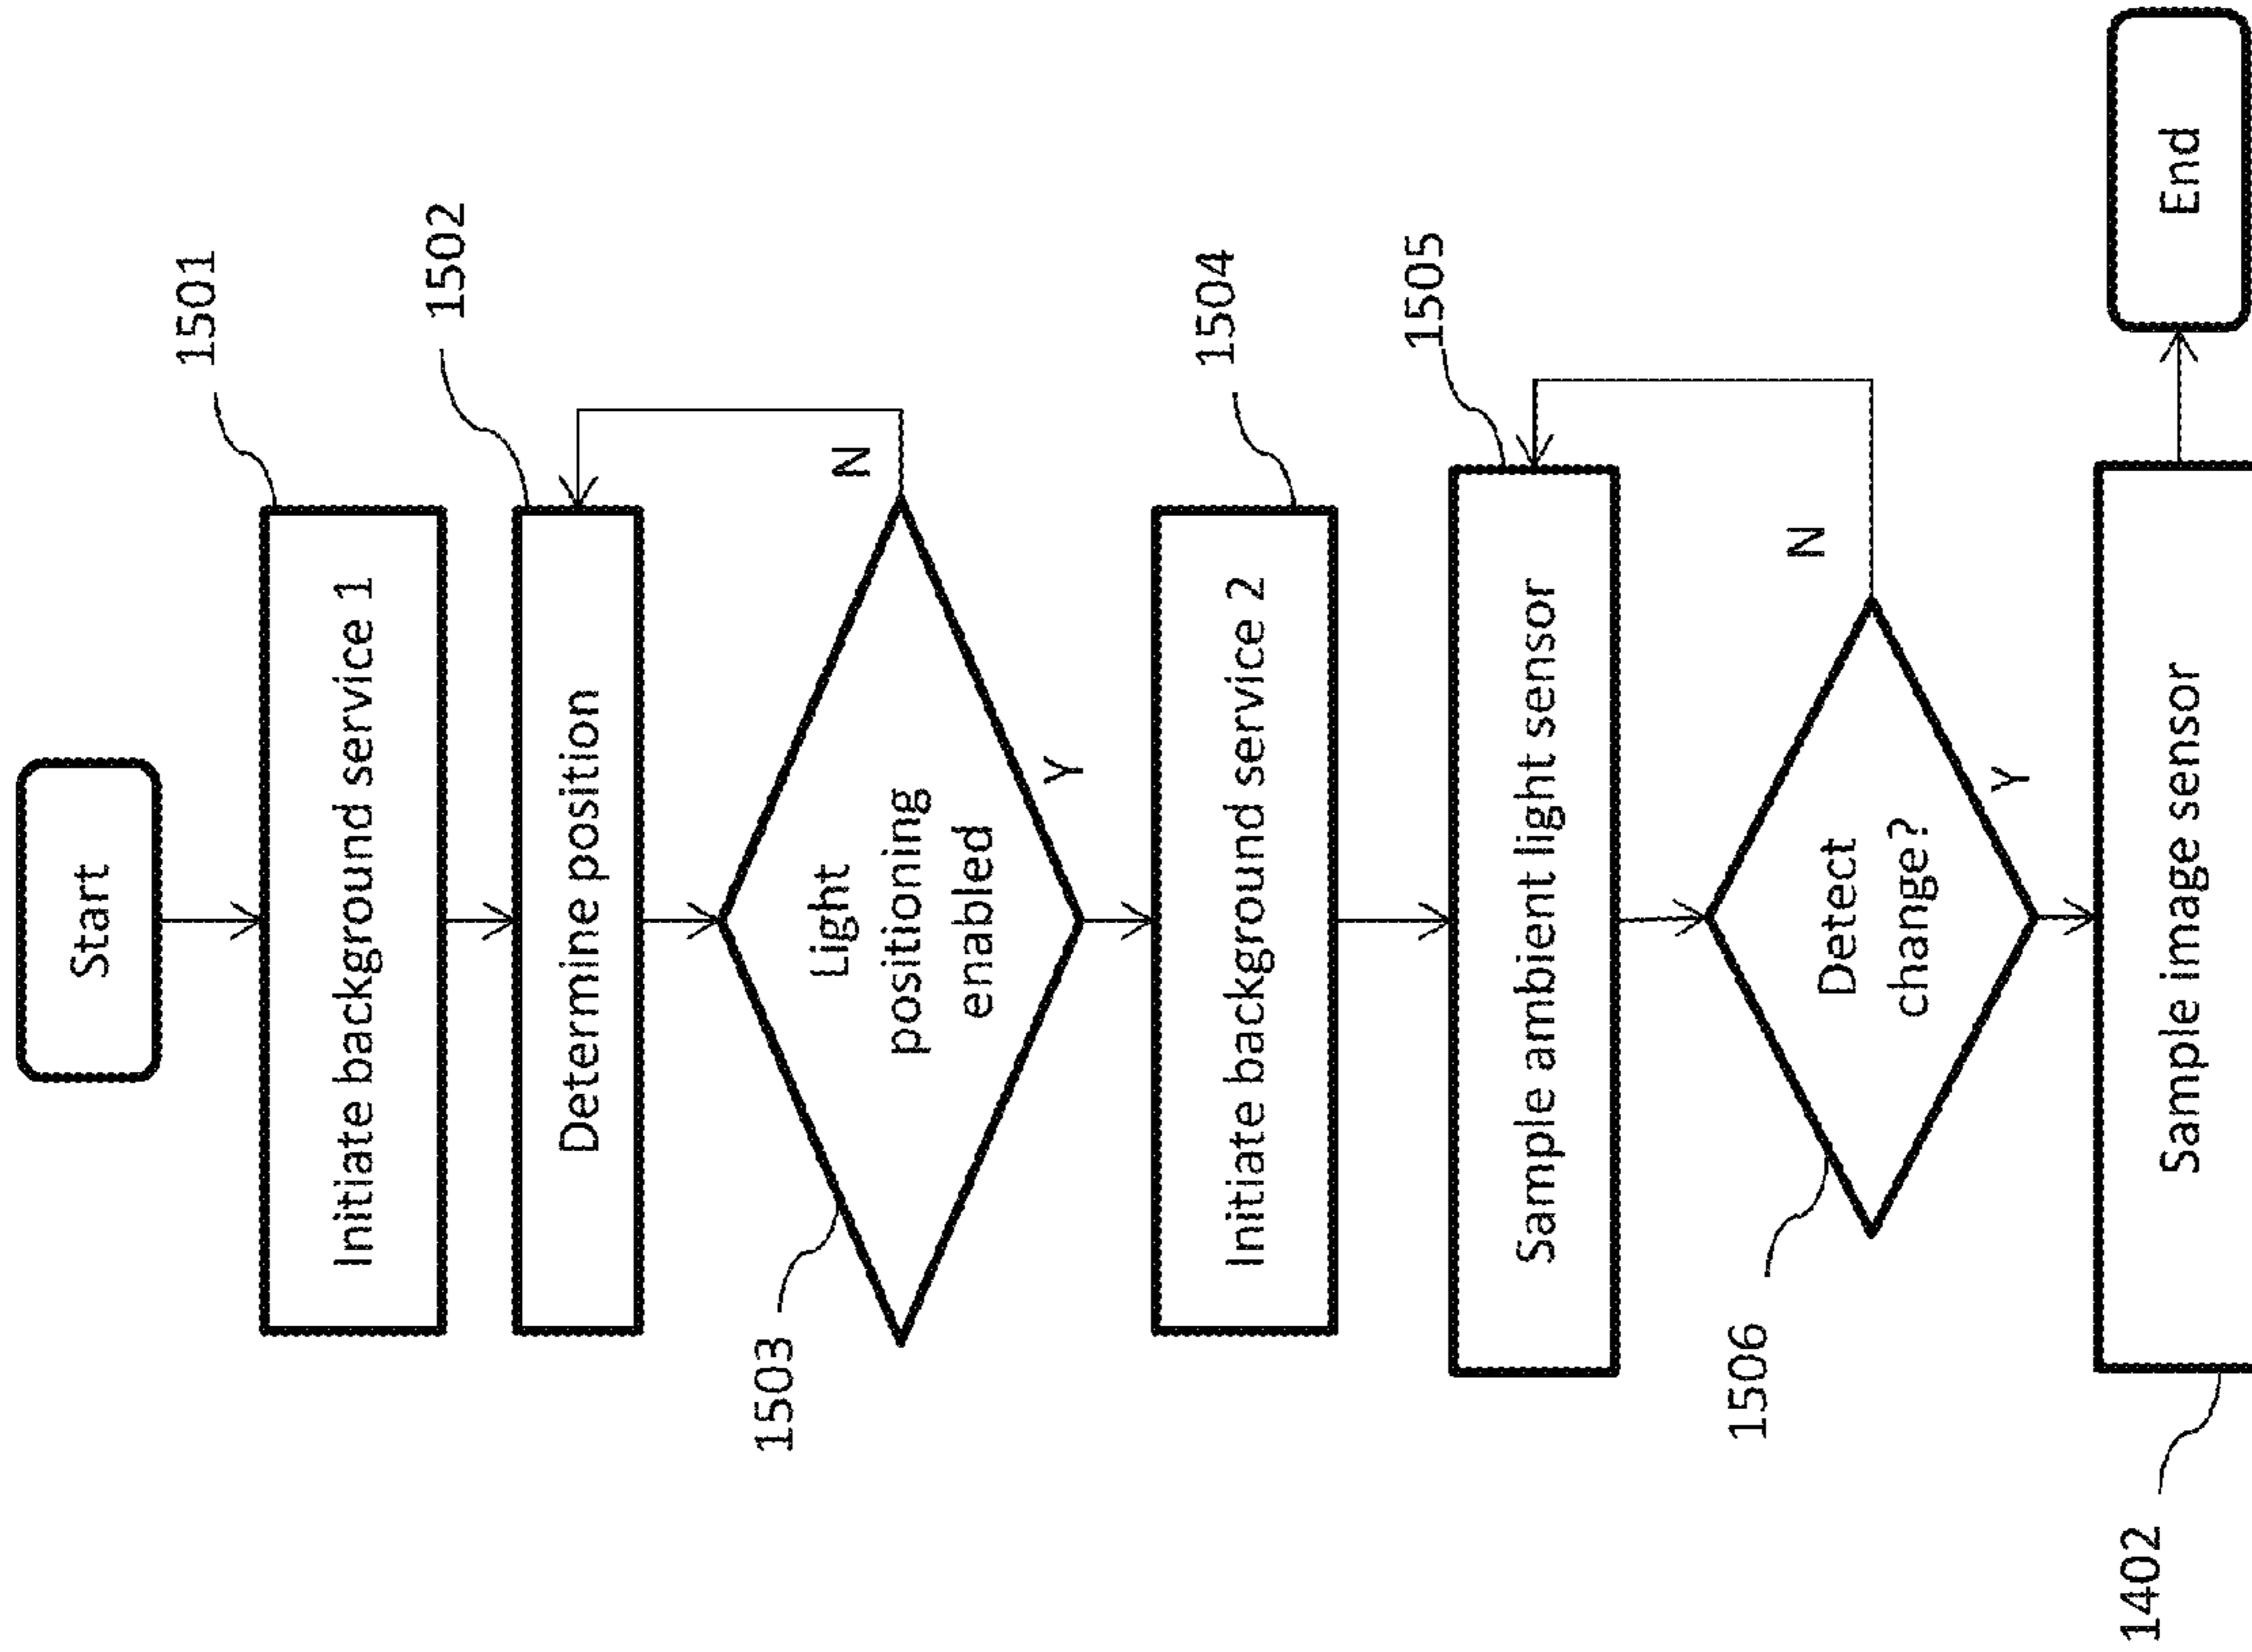 Start
1501
Initiate background service 1
1502
Determine position
1503
Light
positioning
enabled
N
Y
1504
Initiate background service 2
1505
Sample ambient light sensor
1506
Detect
change?
N
Y
1402
Sample image sensor
End